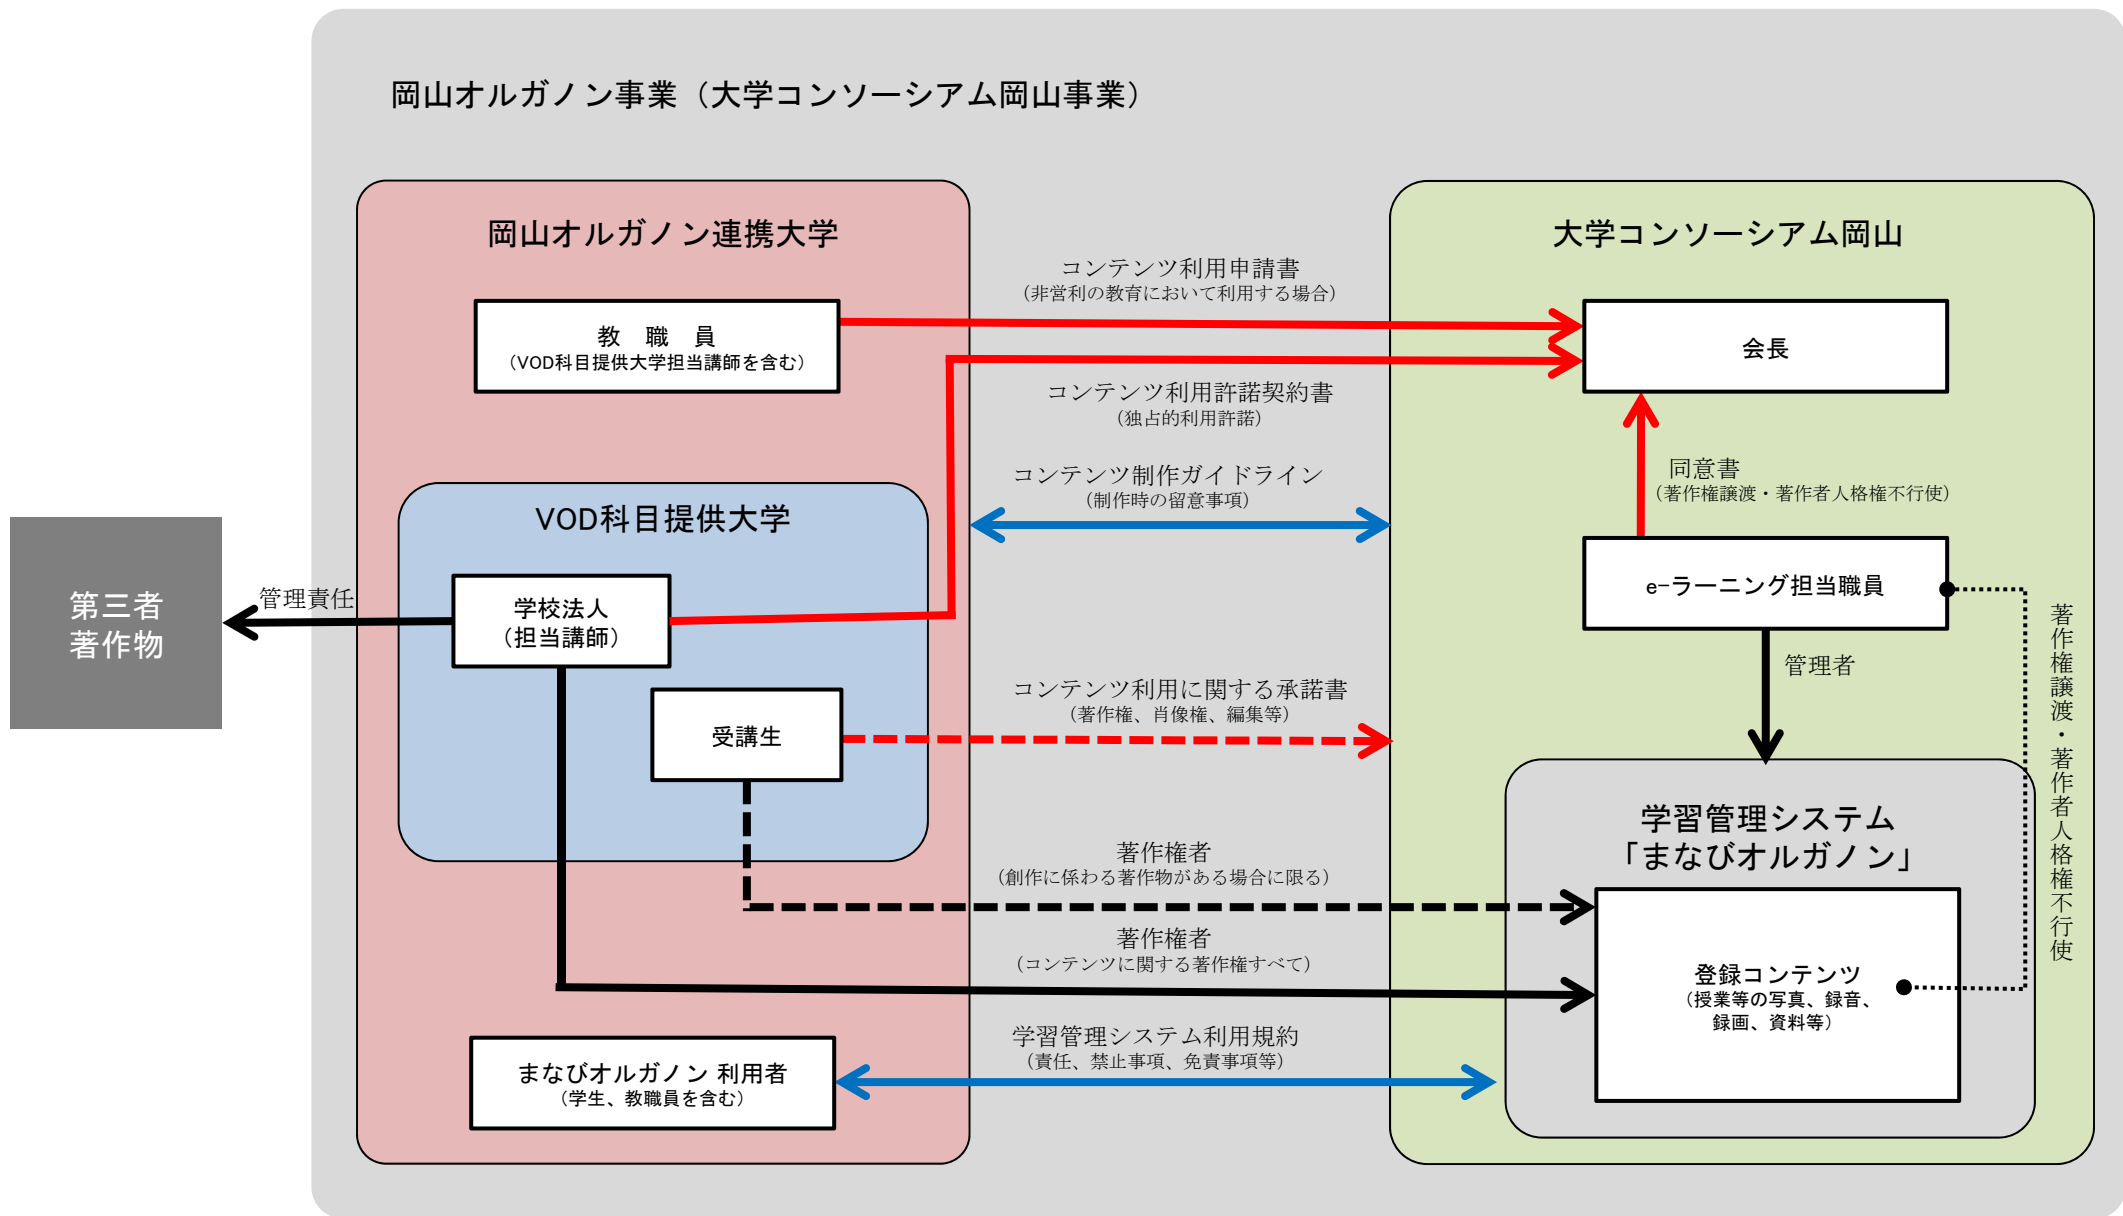 岡山オルガノン事業（大学コンソーシアム岡山事業）
岡山オルガノン連携大学
教　職　員
（VOD科目提供大学担当講師を含む）
VOD科目提供大学
学校法人
（担当講師）
受講生
まなびオルガノン 利用者
（学生、教職員を含む）
第三者
著作物
管理責任
コンテンツ利用申請書
（非営利の教育において利用する場合）
コンテンツ利用許諾契約書
（独占的利用許諾）
コンテンツ制作ガイドライン
（制作時の留意事項）
コンテンツ利用に関する承諾書
（著作権、肖像権、編集等）
著作権者
（創作に係わる著作物がある場合に限る）
著作権者
（コンテンツに関する著作権すべて）
学習管理システム利用規約
（責任、禁止事項、免責事項等）
大学コンソーシアム岡山
会長
同意書
（著作権譲渡・著作者人格権不行使）
e-ラーニング担当職員
管理者
学習管理システム
「まなびオルガノン」
登録コンテンツ
（授業等の写真、録音、
録画、資料等）
著作権譲渡・著作者人格権不行使